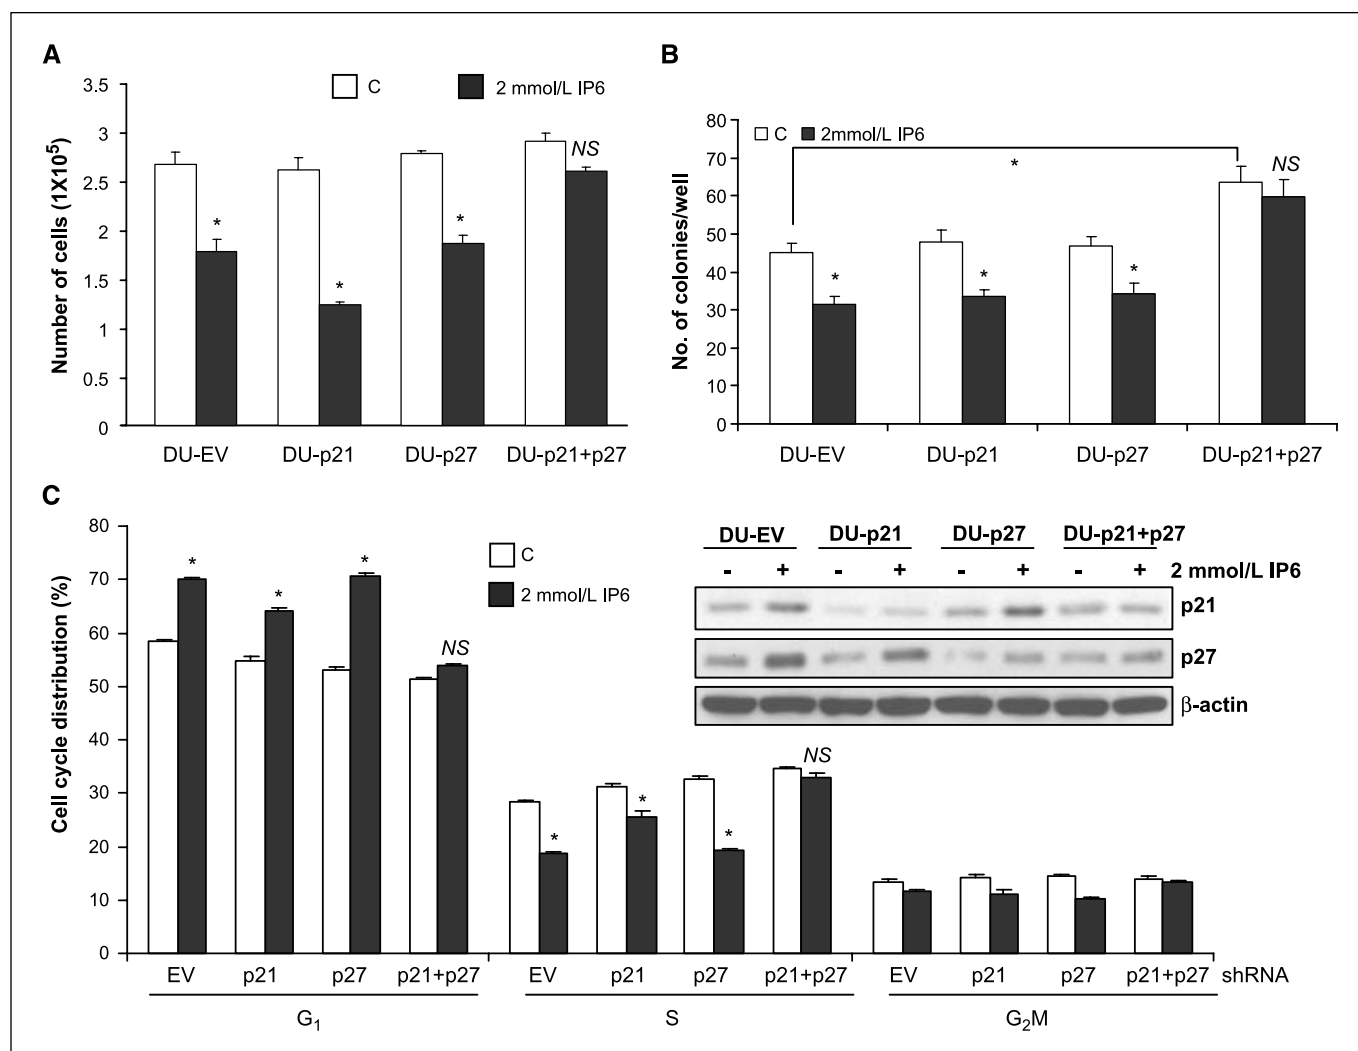 A
C
2 mmol/L IP6
3.5
3
2.5
2
1.5
1
0.5
0
Number of cells (1X10⁵)
*
*
*
NS
DU-EV DU-p21 DU-p27 DU-p21+p27
B
C 2mmol/L IP6
80
70
60
50
40
30
20
10
0
No. of colonies/well
*
*
*
*
NS
DU-EV DU-p21 DU-p27 DU-p21+p27
C
80
70
60
50
40
30
20
10
0
Cell cycle distribution (%)
C
2 mmol/L IP6
*
*
*
NS
*
*
*
NS
DU-EV DU-p21 DU-p27 DU-p21+p27
- + - + - + - + 2 mmol/L IP6
p21
p27
β-actin
EV p21 p27 p21+p27 EV p21 p27 p21+p27 EV p21 p27 p21+p27 shRNA
G₁ S G₂M